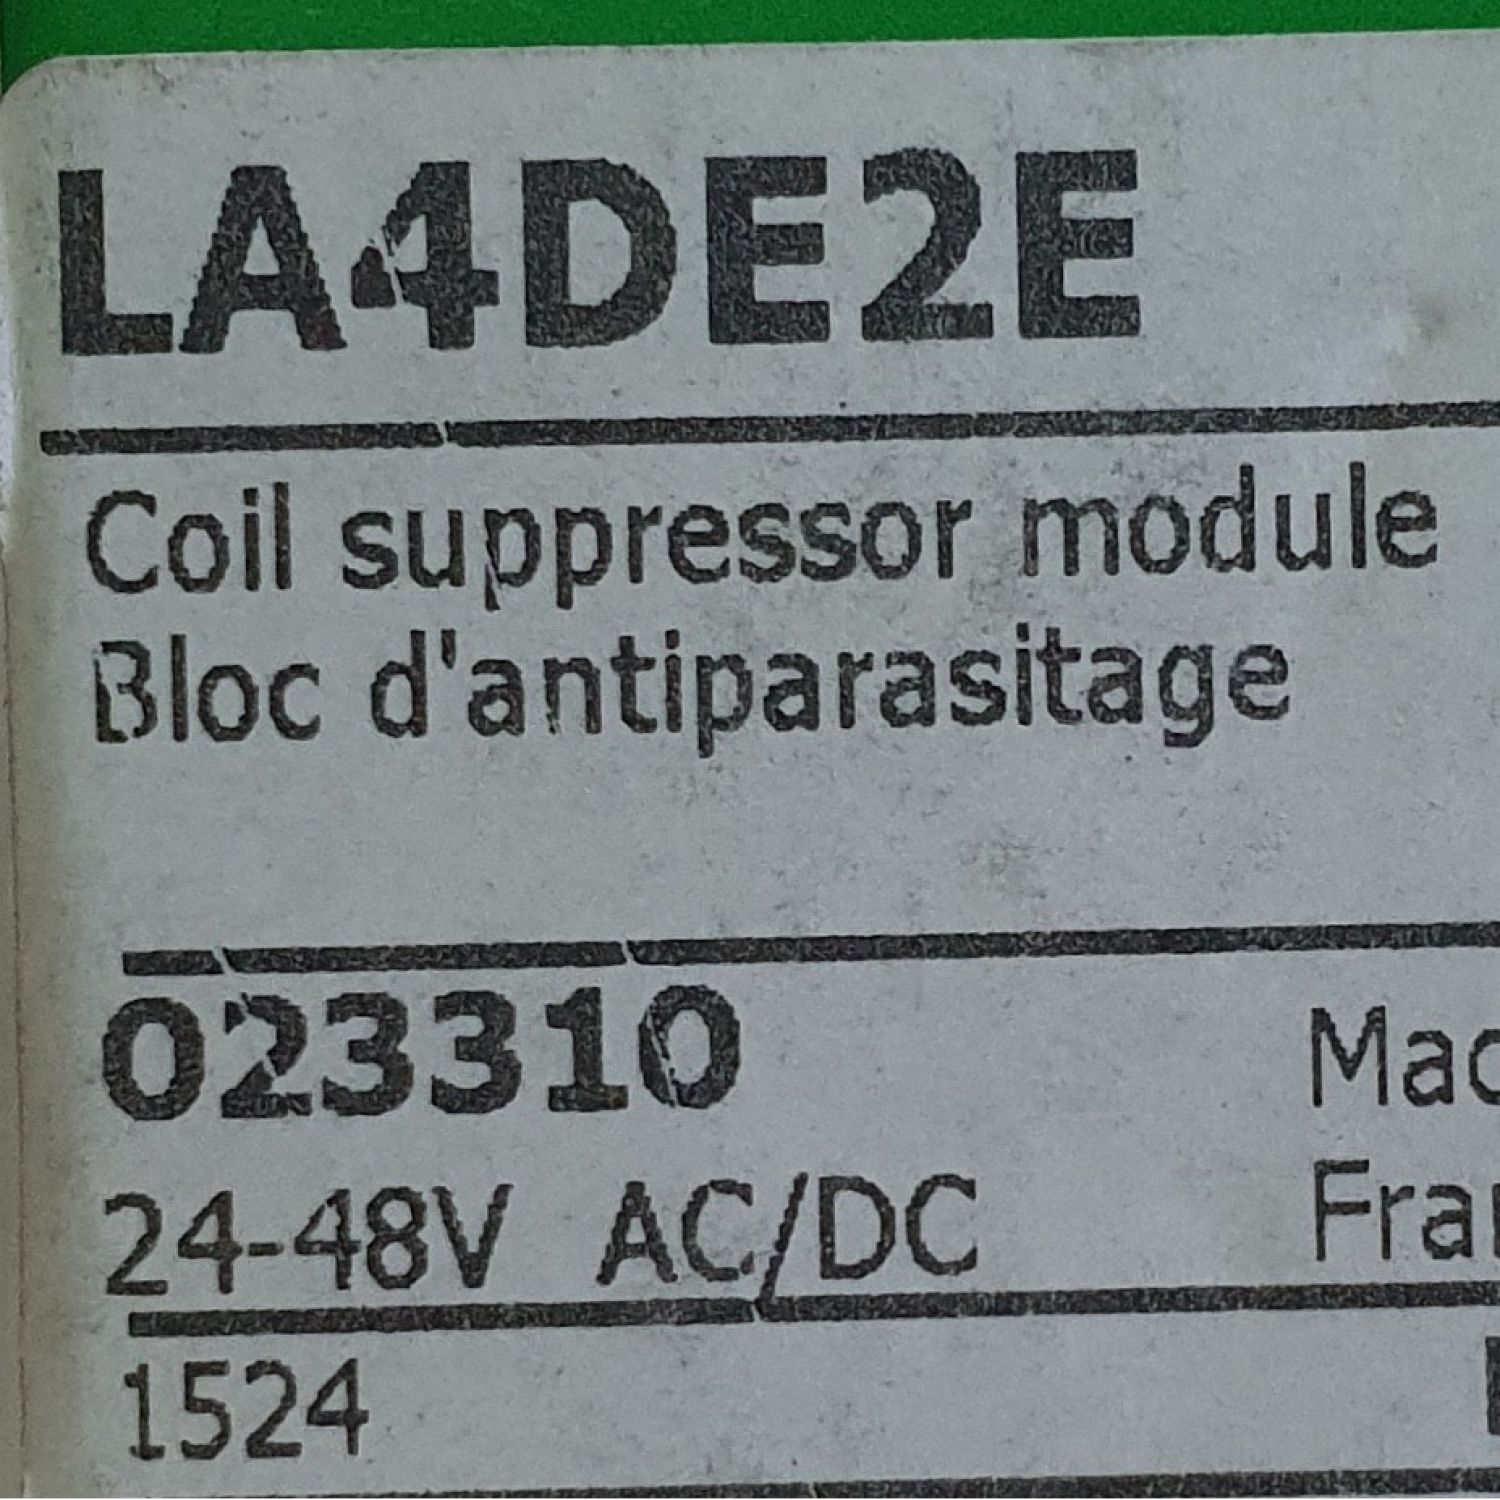 LA4DE2E
Coil suppressor module
Bloc d'antiparasitage
023310
24-48V AC/DC
1524